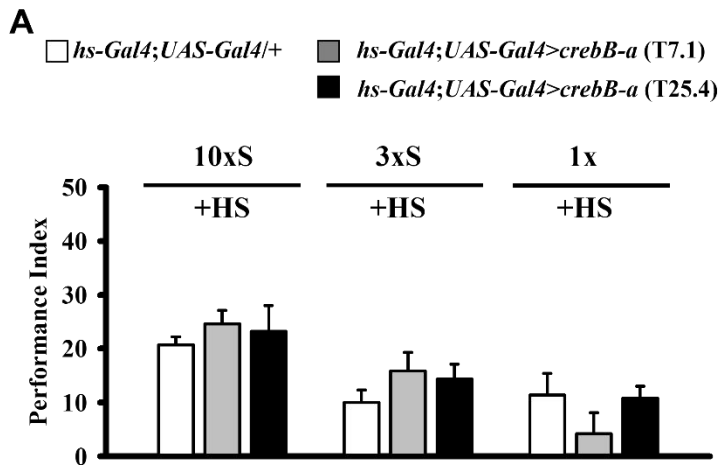 A
hs-Gal4;UAS-Gal4/+
hs-Gal4;UAS-Gal4>crebB-a (T7.1)
hs-Gal4;UAS-Gal4>crebB-a (T25.4)
10xS 3xS 1x
+HS +HS +HS
Performance Index
50
40
30
20
10
0